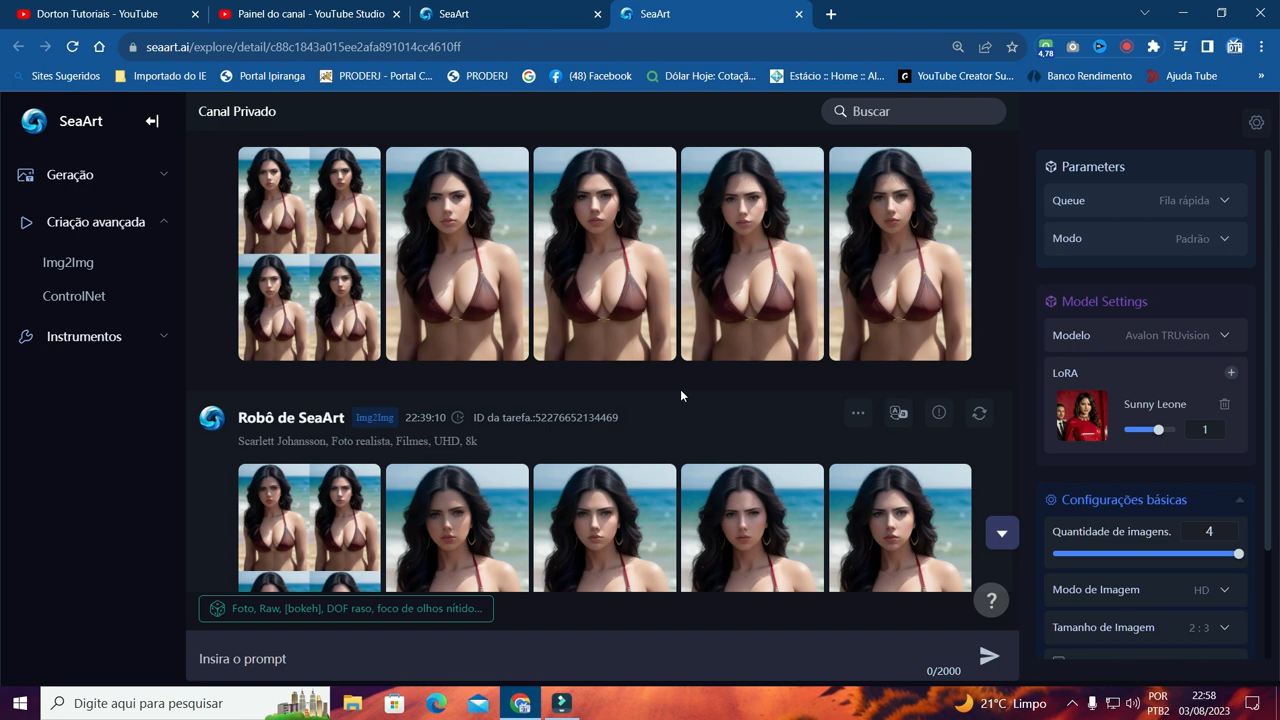 Dorton Tutoriais - YouTube
Painel do canal - YouTube Studio
SeaArt
SeaArt
seaart.ai/explore/detail/c88c1843a015ee2afa891014cc4610ff
4,78
Sites Sugeridos
Importado do IE
Portal Ipiranga
PRODERJ - Portal C...
PRODERJ
(48) Facebook
Dólar Hoje: Cotaçã...
Estácio :: Home :: Al...
YouTube Creator Su...
Banco Rendimento
Ajuda Tube
»
SeaArt
Geração
Criação avançada
Img2Img
ControlNet
Instrumentos
Canal Privado
Buscar
Robô de SeaArt
Img2Img
22:39:10
ID da tarefa.:52276652134469
Scarlett Johansson, Foto realista, Filmes, UHD, 8k
Foto, Raw, [bokeh], DOF raso, foco de olhos nítido...
?
Insira o prompt
0/2000
Parameters
Queue
Fila rápida
Modo
Padrão
Model Settings
Modelo
Avalon TRUvision
LoRA
Sunny Leone
1
Configurações básicas
Quantidade de imagens.
4
Modo de Imagem
HD
Tamanho de Imagem
2 : 3
Digite aqui para pesquisar
21°C Limpo
POR
PTB2
22:58
03/08/2023